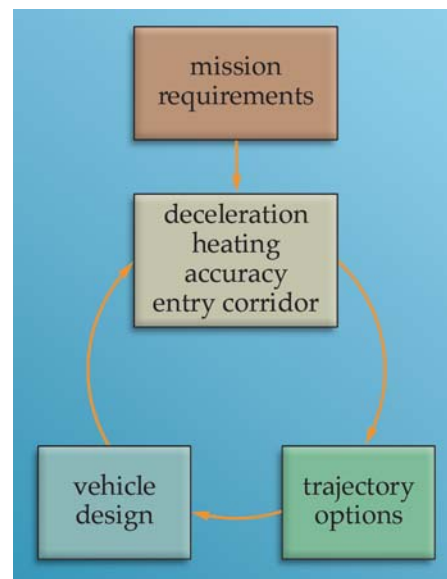 mission
requirements
deceleration
heating
accuracy
entry corridor
vehicle
design
trajectory
options